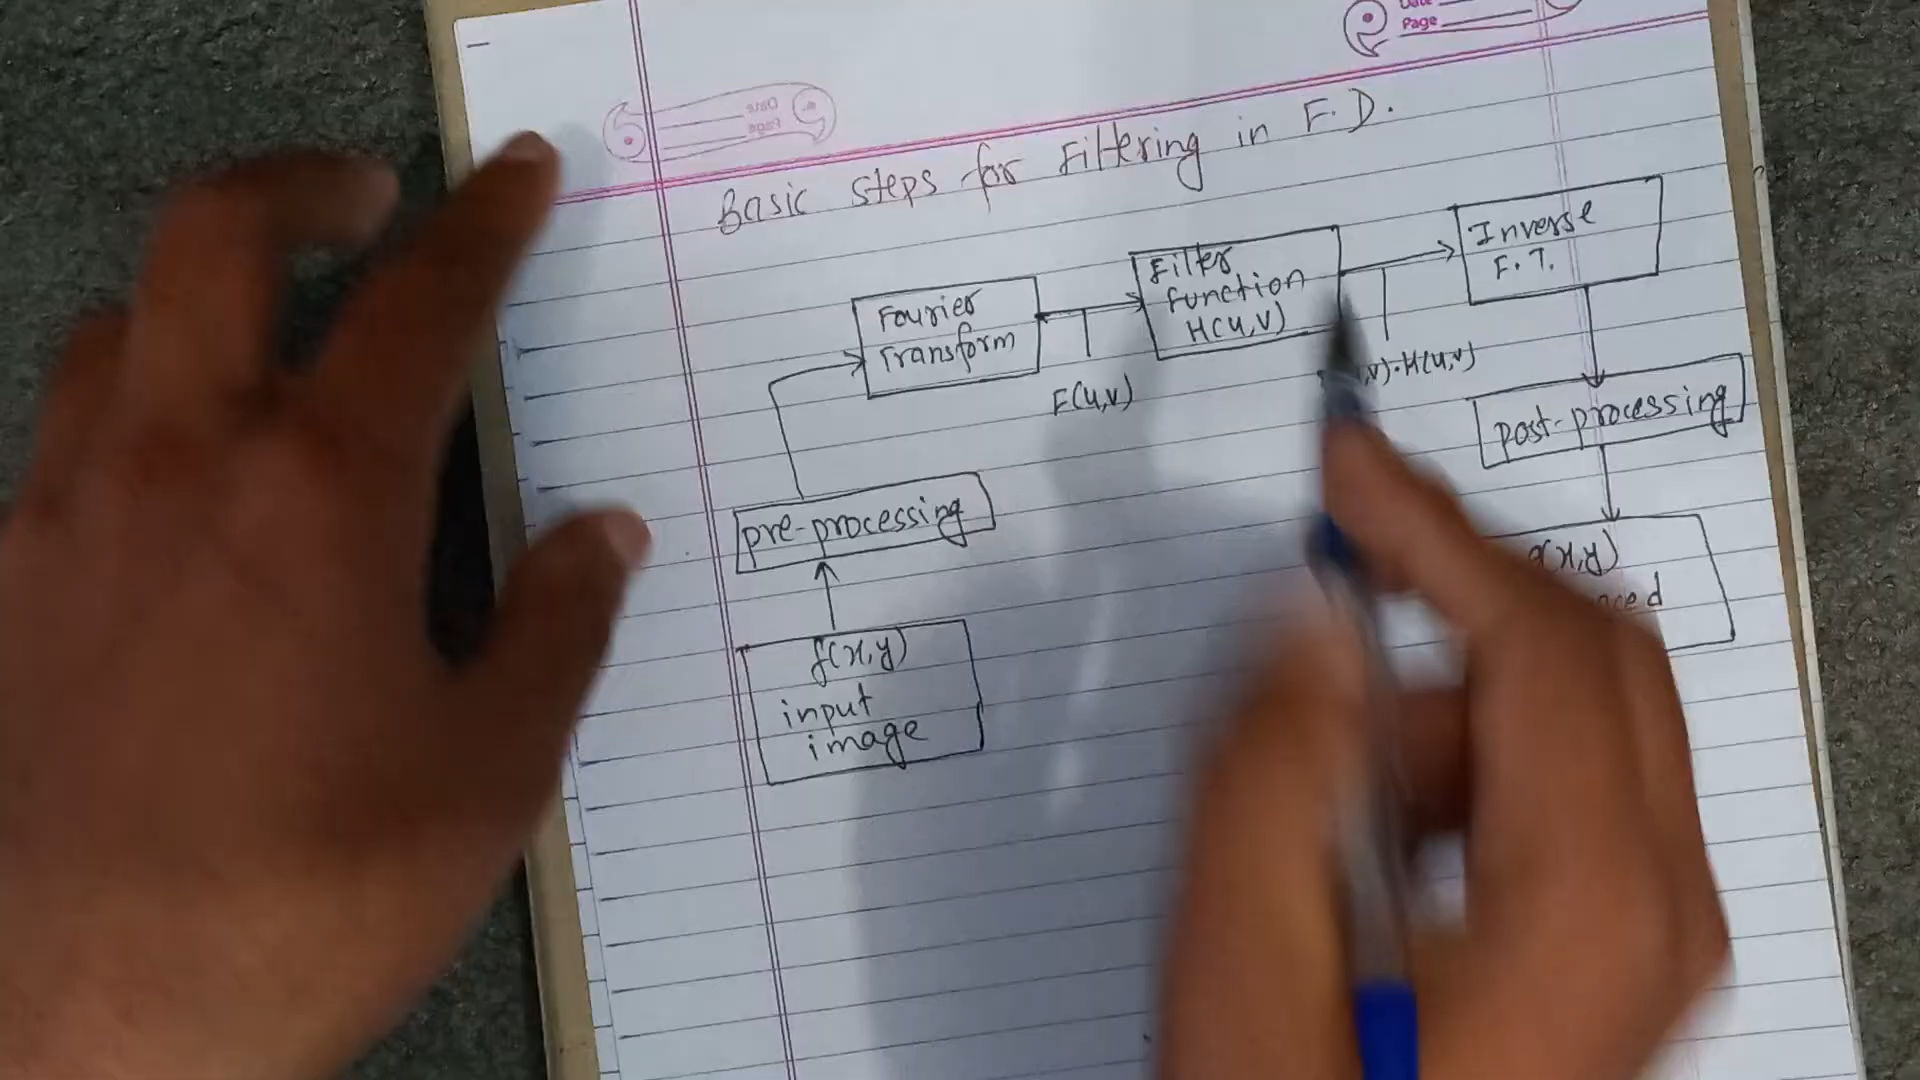 Date
Page
Basic steps for Filtering in F.D.
Fourier
Transform
F(u,v)
Filter
function
H(u,v)
,v)·H(u,v)
Inverse
F.T.
post-processing
g(x,y)
pre-processing
f(x,y)
input
image